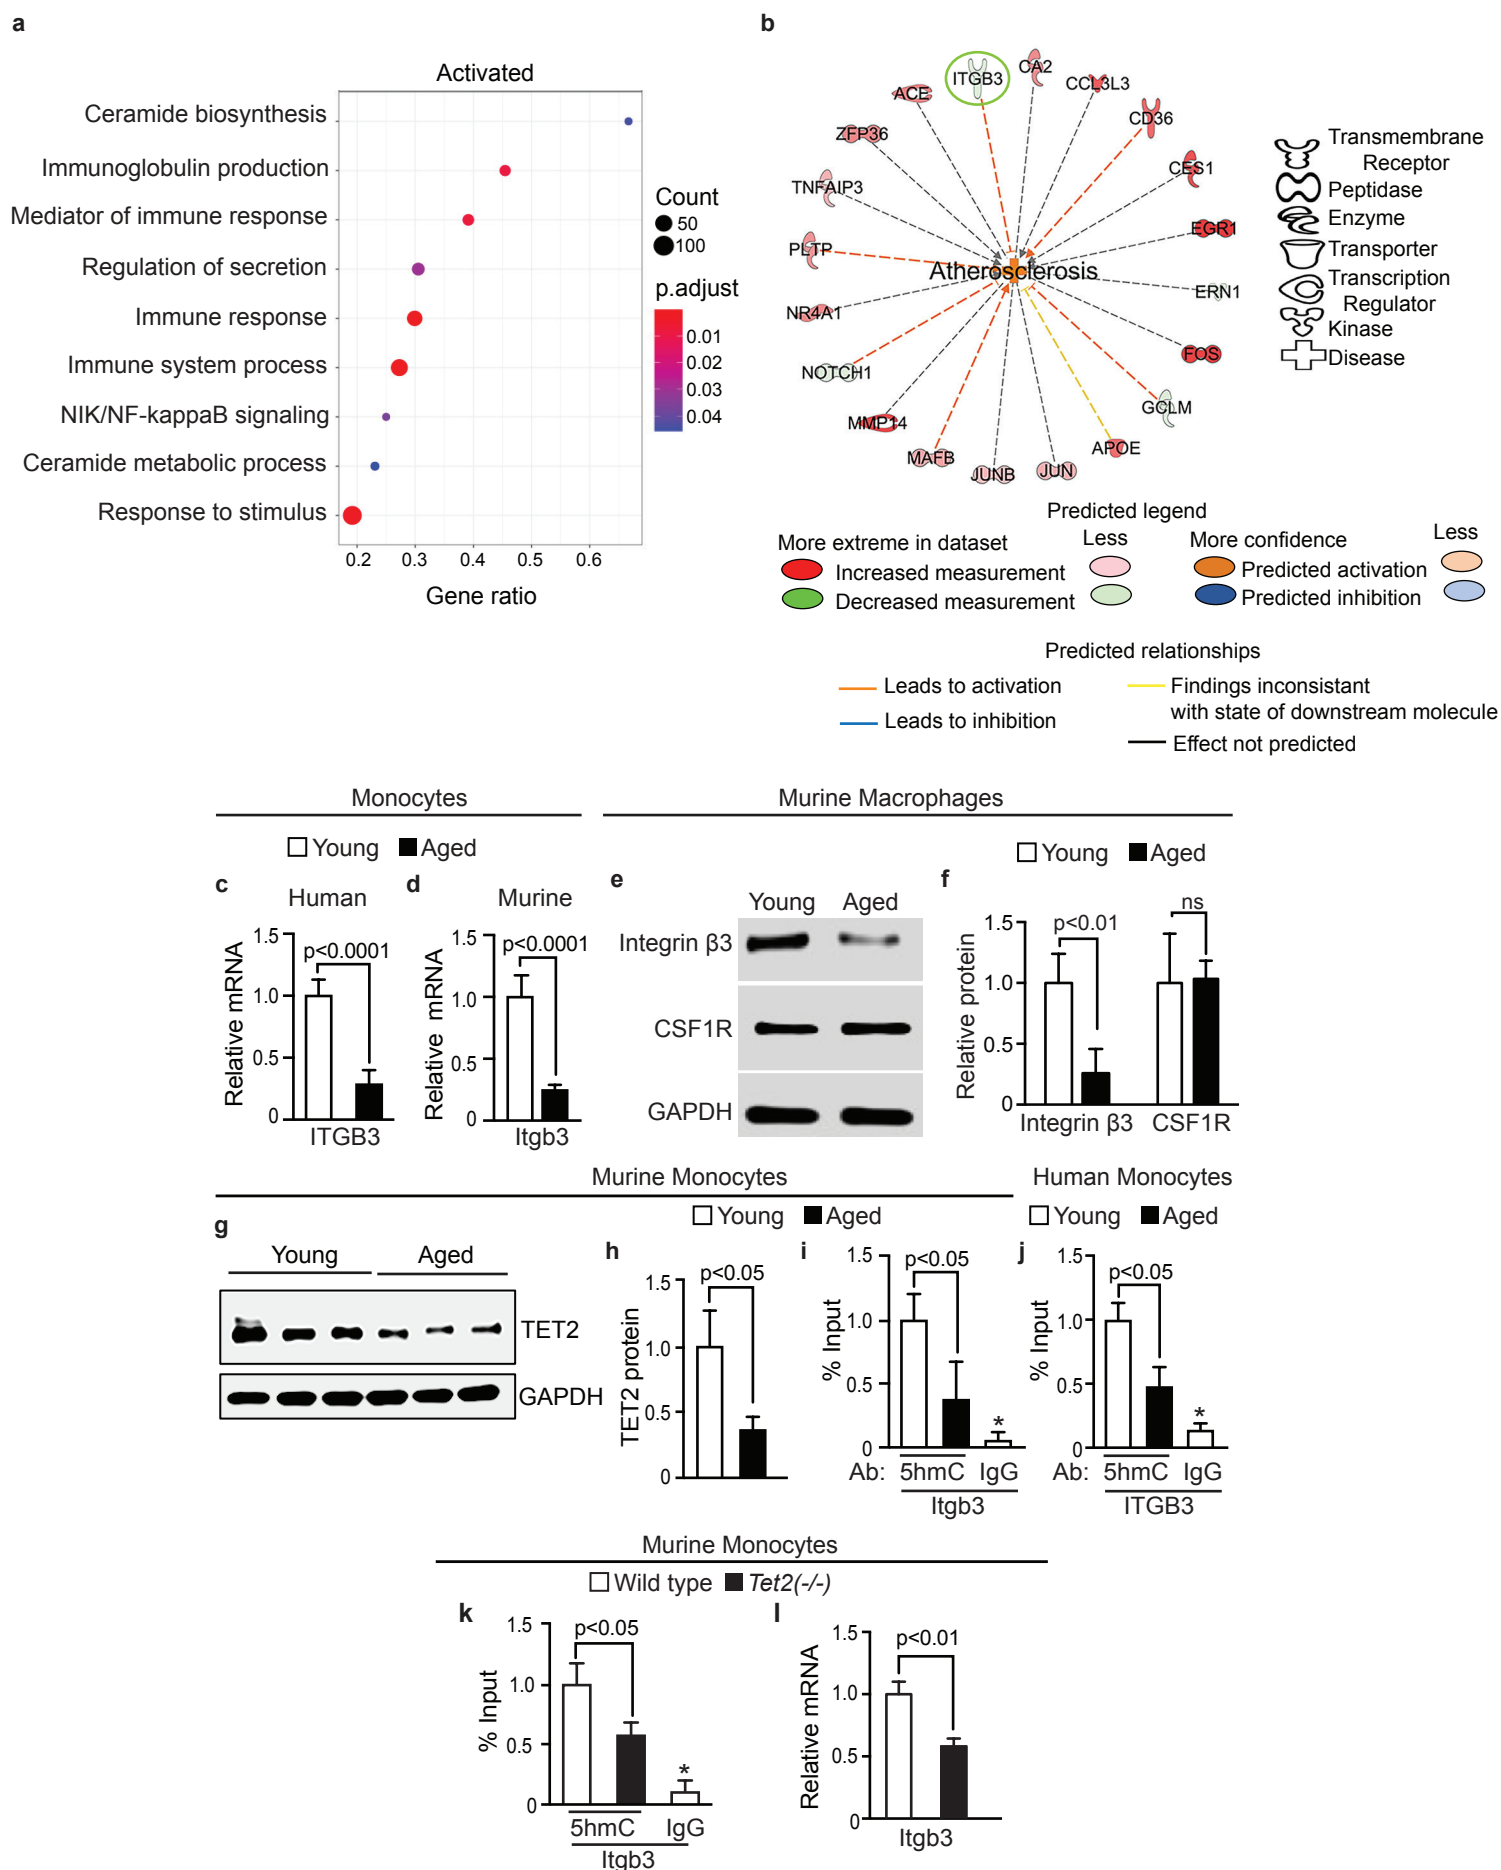 a
Activated
Ceramide biosynthesis
Immunoglobulin production
Mediator of immune response
Regulation of secretion
Immune response
Immune system process
NIK/NF-kappaB signaling
Ceramide metabolic process
Response to stimulus
0.2 0.3 0.4 0.5 0.6
Gene ratio
Count
50
100
p.adjust
0.01
0.02
0.03
0.04
b
ITGB3
CA2
CCL3L3
CD36
CES1
EGR1
ERN1
FOS
GCLM
APOE
JUN
JUNB
MAFB
MMP14
NOTCH1
NR4A1
PLTP
TNFAIP3
ZFP36
ACE
Atherosclerosis
Transmembrane
Receptor
Peptidase
Enzyme
Transporter
Transcription
Regulator
Kinase
Disease
Predicted legend
More extreme in dataset Less More confidence Less
Increased measurement Predicted activation
Decreased measurement Predicted inhibition
Predicted relationships
Leads to activation
Leads to inhibition
Findings inconsistant
with state of downstream molecule
Effect not predicted
Monocytes
Young Aged
c
Human
p<0.0001
Relative mRNA
1.5
1.0
0.5
0
ITGB3
d
Murine
p<0.0001
Relative mRNA
1.5
1.0
0.5
0
Itgb3
Murine Macrophages
e
Young Aged
Integrin β3
CSF1R
GAPDH
Young Aged
f
p<0.01
ns
Relative protein
1.5
1.0
0.5
0
Integrin β3 CSF1R
Murine Monocytes
g
Young Aged
TET2
GAPDH
Young Aged
h
p<0.05
TET2 protein
1.5
1.0
0.5
0
i
p<0.05
% Input
1.5
1.0
0.5
0
*
Ab: 5hmC IgG
Itgb3
Human Monocytes
Young Aged
j
p<0.05
% Input
1.5
1.0
0.5
0
*
Ab: 5hmC IgG
ITGB3
Murine Monocytes
Wild type Tet2(-/-)
k
p<0.05
% Input
1.5
1.0
0.5
0
*
5hmC IgG
Itgb3
l
p<0.01
Relative mRNA
1.5
1.0
0.5
0
Itgb3